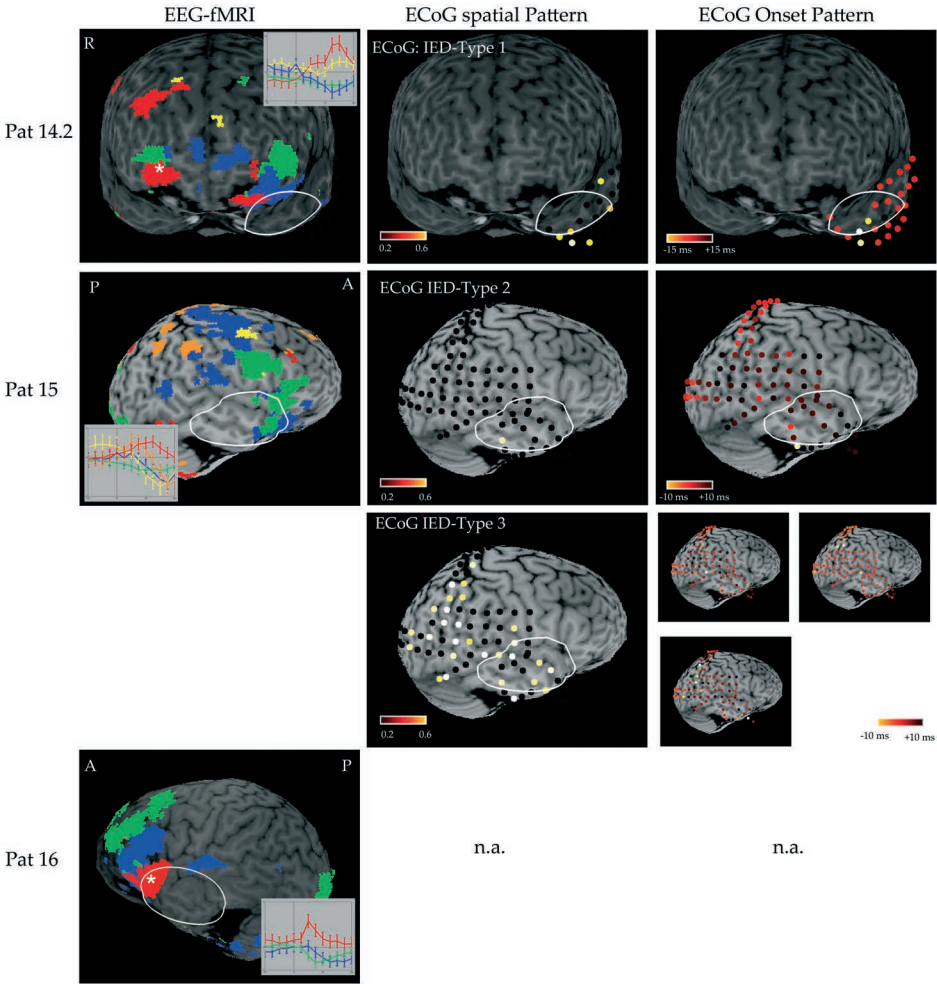 EEG-fMRI
ECoG spatial Pattern
ECoG Onset Pattern
Pat 14.2
R
ECoG: IED-Type 1
0.2 0.6
-15 ms +15 ms
Pat 15
P A
ECoG IED-Type 2
0.2 0.6
-10 ms +10 ms
ECoG IED-Type 3
0.2 0.6
-10 ms +10 ms
Pat 16
A P
*
*
n.a.
n.a.